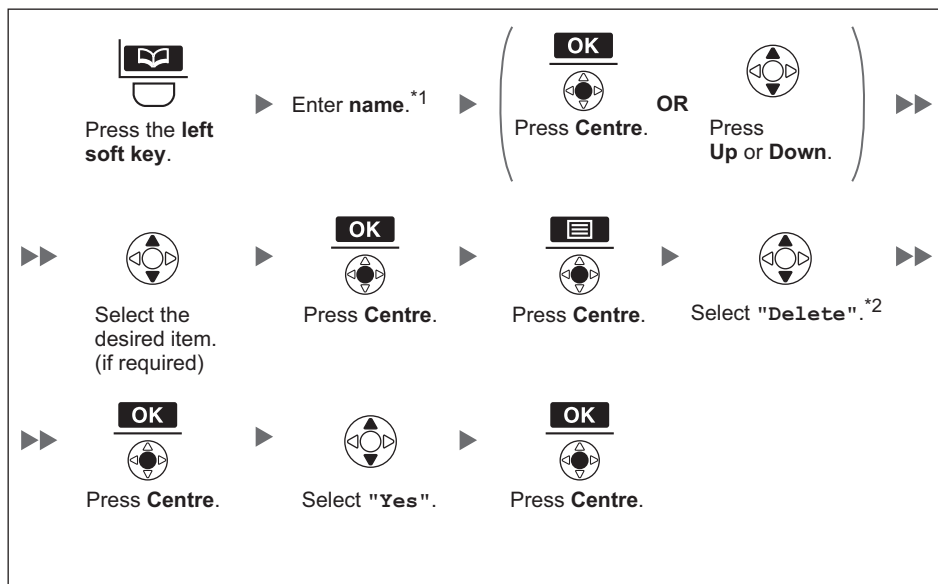 Press the left
soft key.
Enter name.*1
OK
Press Centre.
OR
Press
Up or Down.
Select the
desired item.
(if required)
OK
Press Centre.
Press Centre.
Select "Delete".*2
OK
Press Centre.
Select "Yes".
OK
Press Centre.